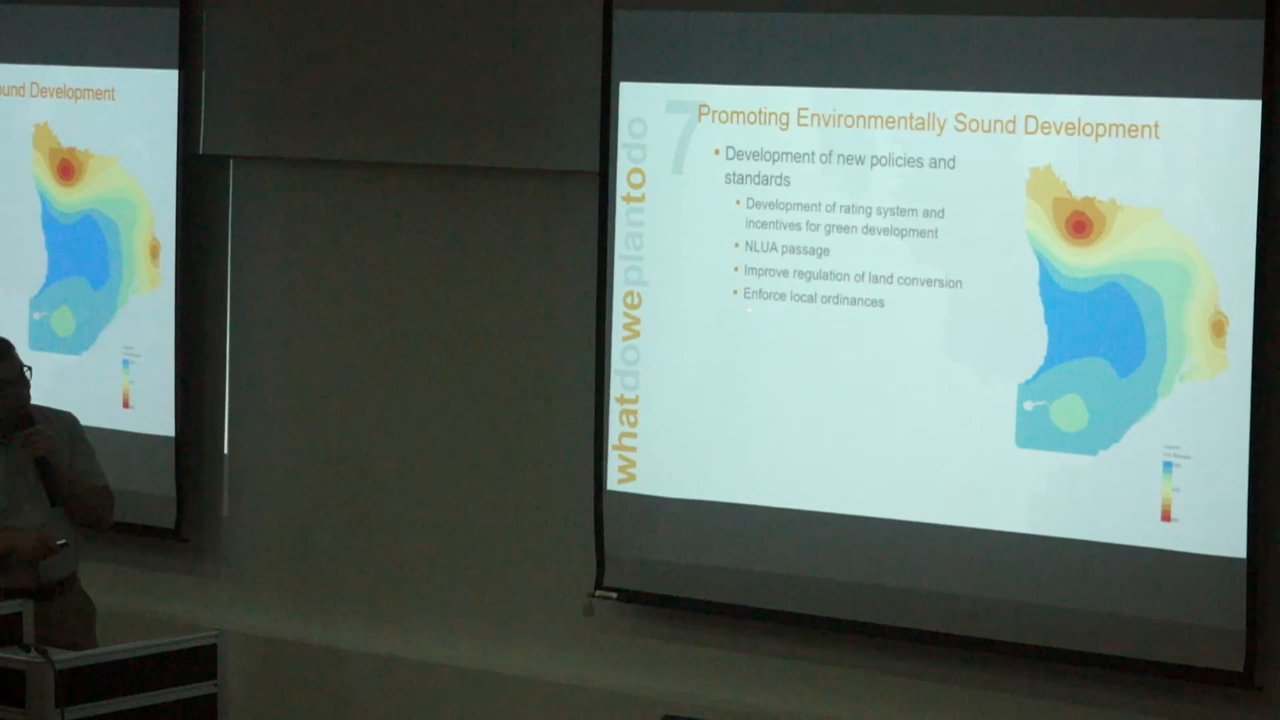 ound Development
7
Promoting Environmentally Sound Development
whatdoweplantodo
Development of new policies and
standards
Development of rating system and
incentives for green development
NLUA passage
Improve regulation of land conversion
Enforce local ordinances